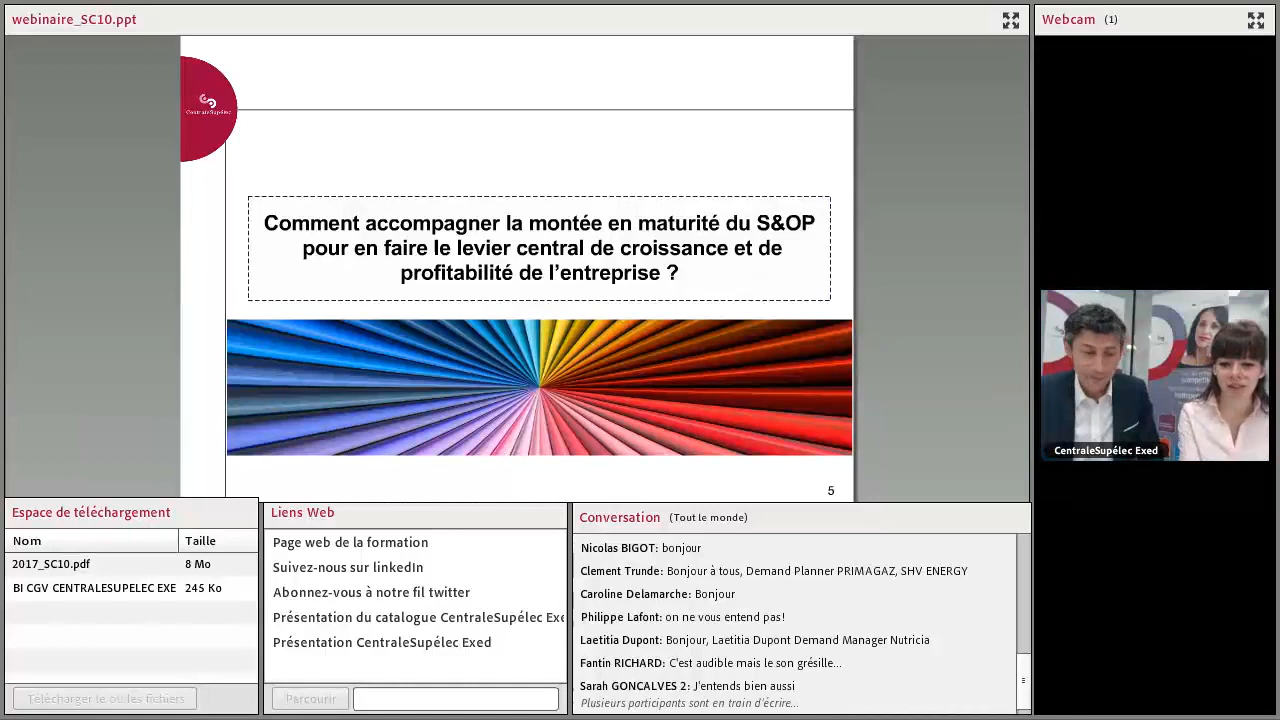 webinaire_SC10.ppt
Webcam (1)
CentraleSupélec
Comment accompagner la montée en maturité du S&OP
pour en faire le levier central de croissance et de
profitabilité de l'entreprise ?
5
CentraleSupélec Exed
Espace de téléchargement
Nom Taille
2017_SC10.pdf 8 Mo
BI CGV CENTRALESUPELEC EXE 245 Ko
Télécharger le ou les fichiers
Liens Web
Page web de la formation
Suivez-nous sur linkedIn
Abonnez-vous à notre fil twitter
Présentation du catalogue CentraleSupélec Exe
Présentation CentraleSupélec Exed
Parcourir
Conversation (Tout le monde)
Nicolas BIGOT: bonjour
Clement Trunde: Bonjour à tous, Demand Planner PRIMAGAZ, SHV ENERGY
Caroline Delamarche: Bonjour
Philippe Lafont: on ne vous entend pas!
Laetitia Dupont: Bonjour, Laetitia Dupont Demand Manager Nutricia
Fantin RICHARD: C'est audible mais le son grésille...
Sarah GONCALVES 2: J'entends bien aussi
Plusieurs participants sont en train d'écrire...